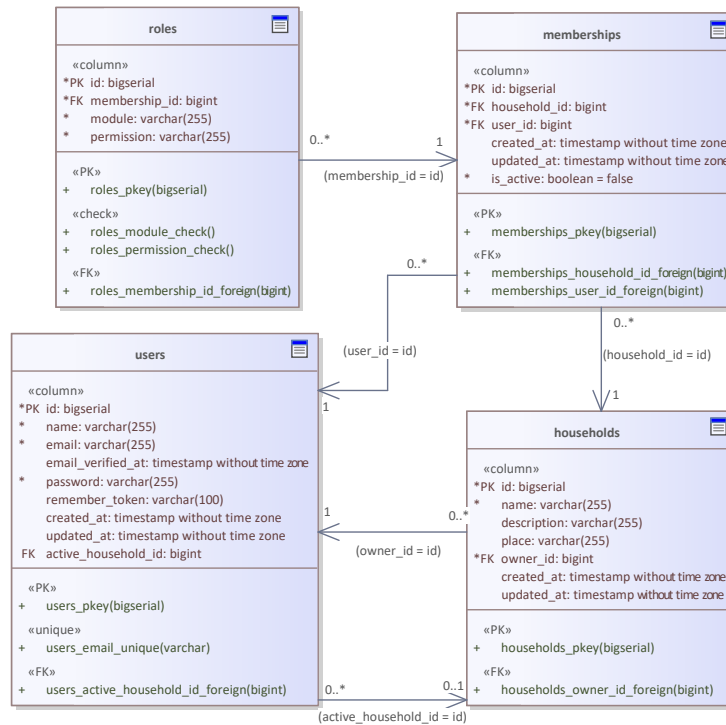 roles
«column»
*PK id: bigserial
*FK membership_id: bigint
* module: varchar(255)
* permission: varchar(255)
«PK»
+ roles_pkey(bigserial)
«check»
+ roles_module_check()
+ roles_permission_check()
«FK»
+ roles_membership_id_foreign(bigint)
0..*
1
(membership_id = id)
memberships
«column»
*PK id: bigserial
*FK household_id: bigint
*FK user_id: bigint
created_at: timestamp without time zone
updated_at: timestamp without time zone
* is_active: boolean = false
«PK»
+ memberships_pkey(bigserial)
«FK»
+ memberships_household_id_foreign(bigint)
+ memberships_user_id_foreign(bigint)
0..*
(user_id = id)
1
0..*
(household_id = id)
1
users
«column»
*PK id: bigserial
* name: varchar(255)
* email: varchar(255)
email_verified_at: timestamp without time zone
* password: varchar(255)
remember_token: varchar(100)
created_at: timestamp without time zone
updated_at: timestamp without time zone
FK active_household_id: bigint
«PK»
+ users_pkey(bigserial)
«unique»
+ users_email_unique(varchar)
«FK»
+ users_active_household_id_foreign(bigint)
1
0..*
(owner_id = id)
households
«column»
*PK id: bigserial
* name: varchar(255)
description: varchar(255)
place: varchar(255)
*FK owner_id: bigint
created_at: timestamp without time zone
updated_at: timestamp without time zone
«PK»
+ households_pkey(bigserial)
«FK»
+ households_owner_id_foreign(bigint)
0..*
0..1
(active_household_id = id)